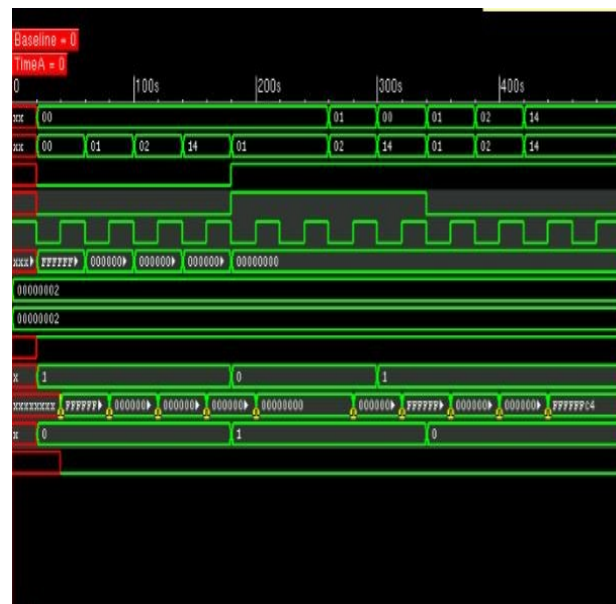 Baseline = 0
TimeA = 0
0 100s 200s 300s 400s
xx 00 01 00 01 02 14
xx 00 01 02 14 01 02 14 01 02 14
xxx FFFFFF 000000 000000 000000 00000000
00000002
00000002
x 1 0 1
xxxxxxxx FFFFFF 000000 000000 000000 00000000 000000 FFFFFF 000000 000000 FFFFFFC4
x 0 1 0